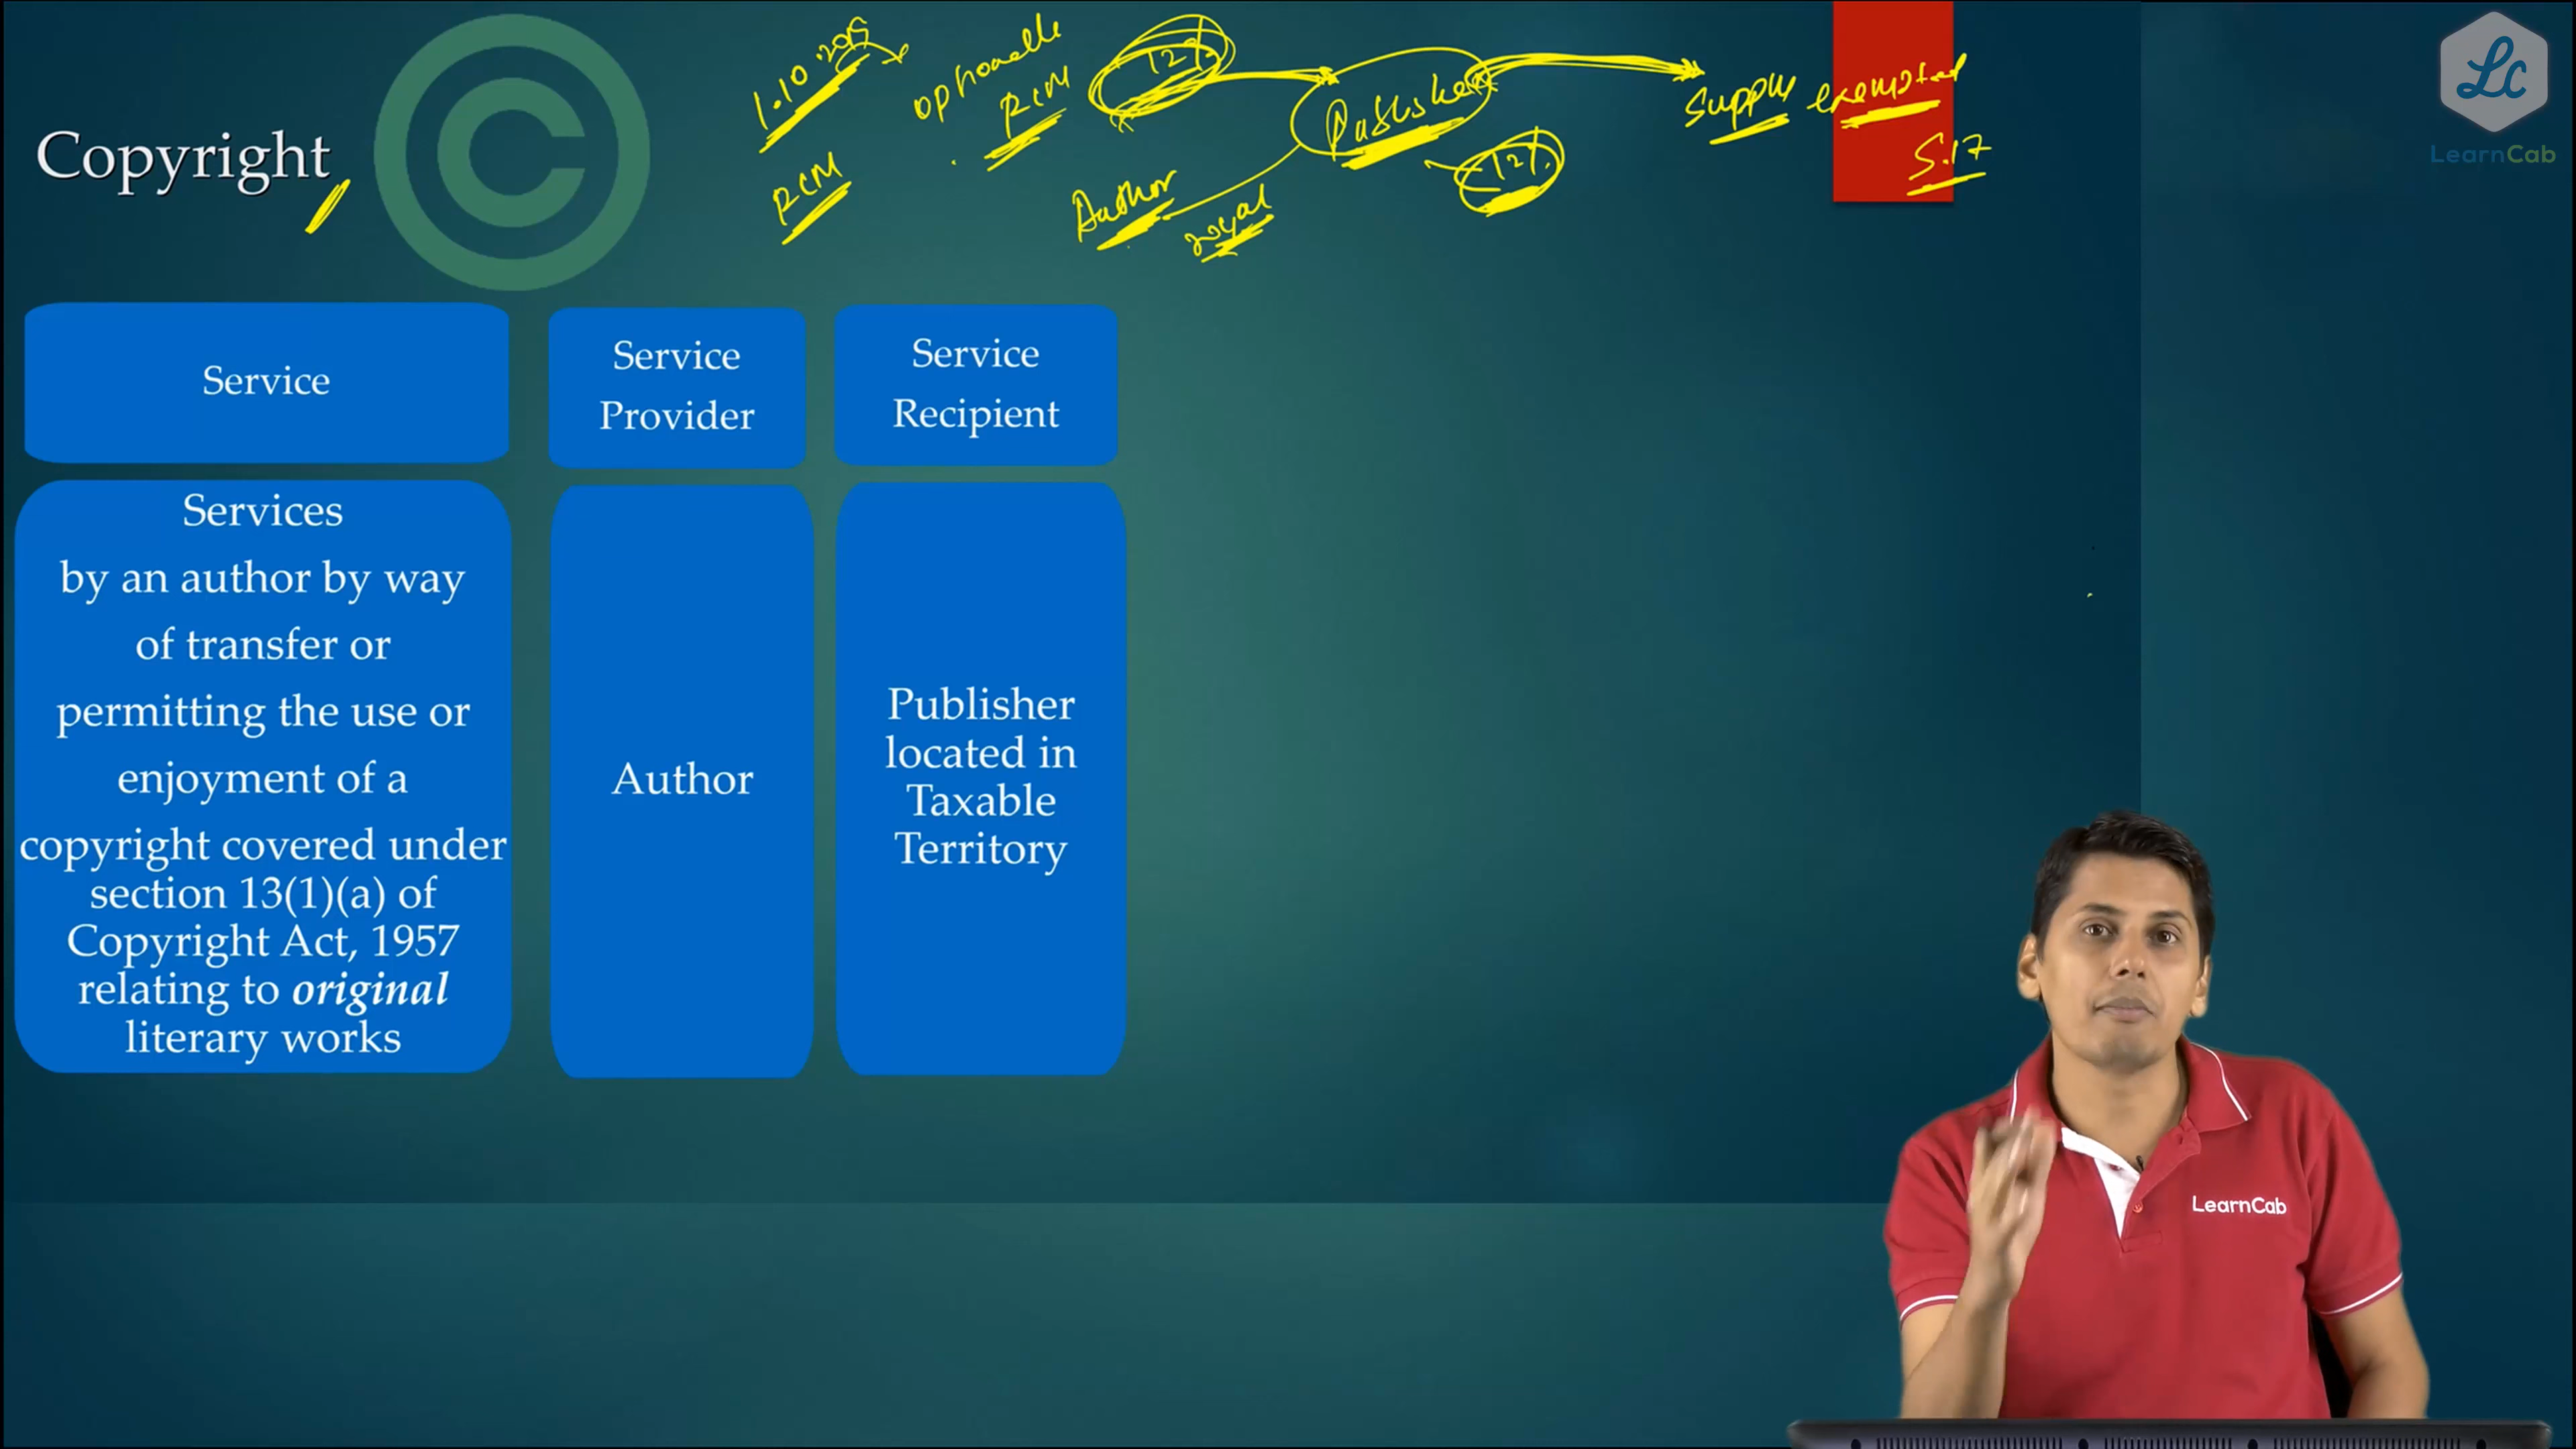 Copyright
1.10.2019
optionally
RCM
12%
Publisher
Supply exempted
S.17
12%
RCM
Author
royal
LearnCab
Service
Service
Provider
Service
Recipient
Services
by an author by way
of transfer or
permitting the use or
enjoyment of a
copyright covered under
section 13(1)(a) of
Copyright Act, 1957
relating to original
literary works
Author
Publisher
located in
Taxable
Territory
LearnCab